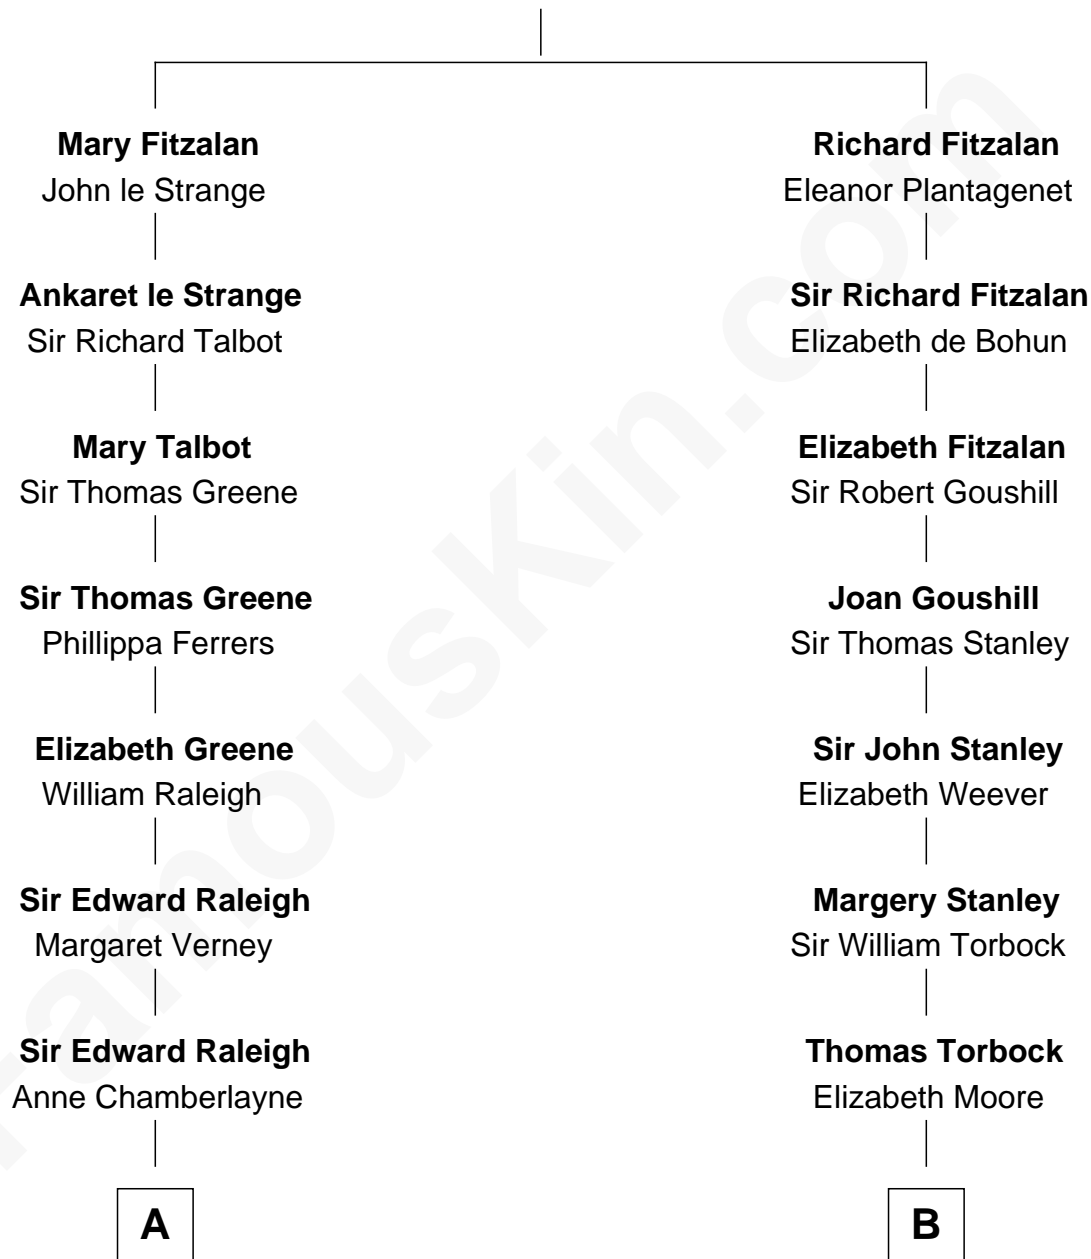 Mary Fitzalan
John le Strange
Richard Fitzalan
Eleanor Plantagenet
Ankaret le Strange
Sir Richard Talbot
Sir Richard Fitzalan
Elizabeth de Bohun
Mary Talbot
Sir Thomas Greene
Elizabeth Fitzalan
Sir Robert Goushill
Sir Thomas Greene
Phillippa Ferrers
Joan Goushill
Sir Thomas Stanley
Elizabeth Greene
William Raleigh
Sir John Stanley
Elizabeth Weever
Sir Edward Raleigh
Margaret Verney
Margery Stanley
Sir William Torbock
Sir Edward Raleigh
Anne Chamberlayne
Thomas Torbock
Elizabeth Moore
A
B
FamousKin.com